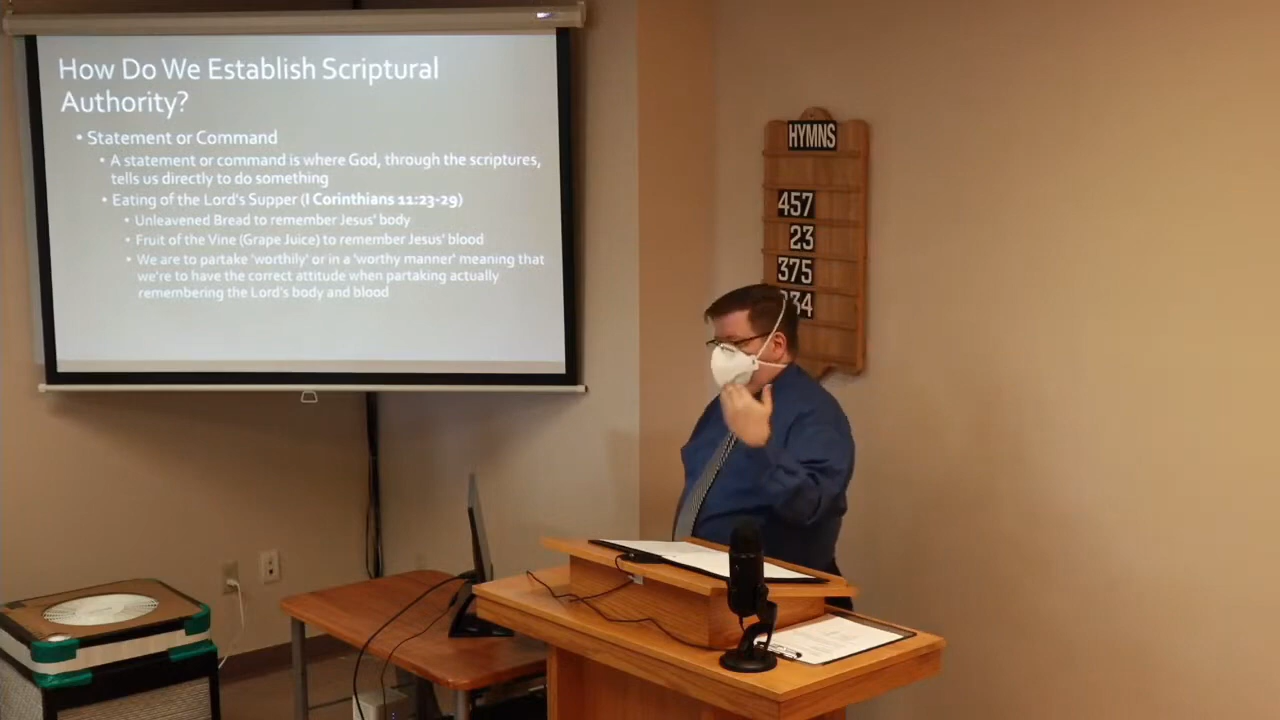 How Do We Establish Scriptural
Authority?
• Statement or Command
• A statement or command is where God, through the scriptures,
tells us directly to do something
• Eating of the Lord's Supper (I Corinthians 11:23-29)
• Unleavened Bread to remember Jesus' body
• Fruit of the Vine (Grape Juice) to remember Jesus' blood
• We are to partake 'worthily' or in a 'worthy manner' meaning that
we're to have the correct attitude when partaking actually
remembering the Lord's body and blood
HYMNS
457
23
375